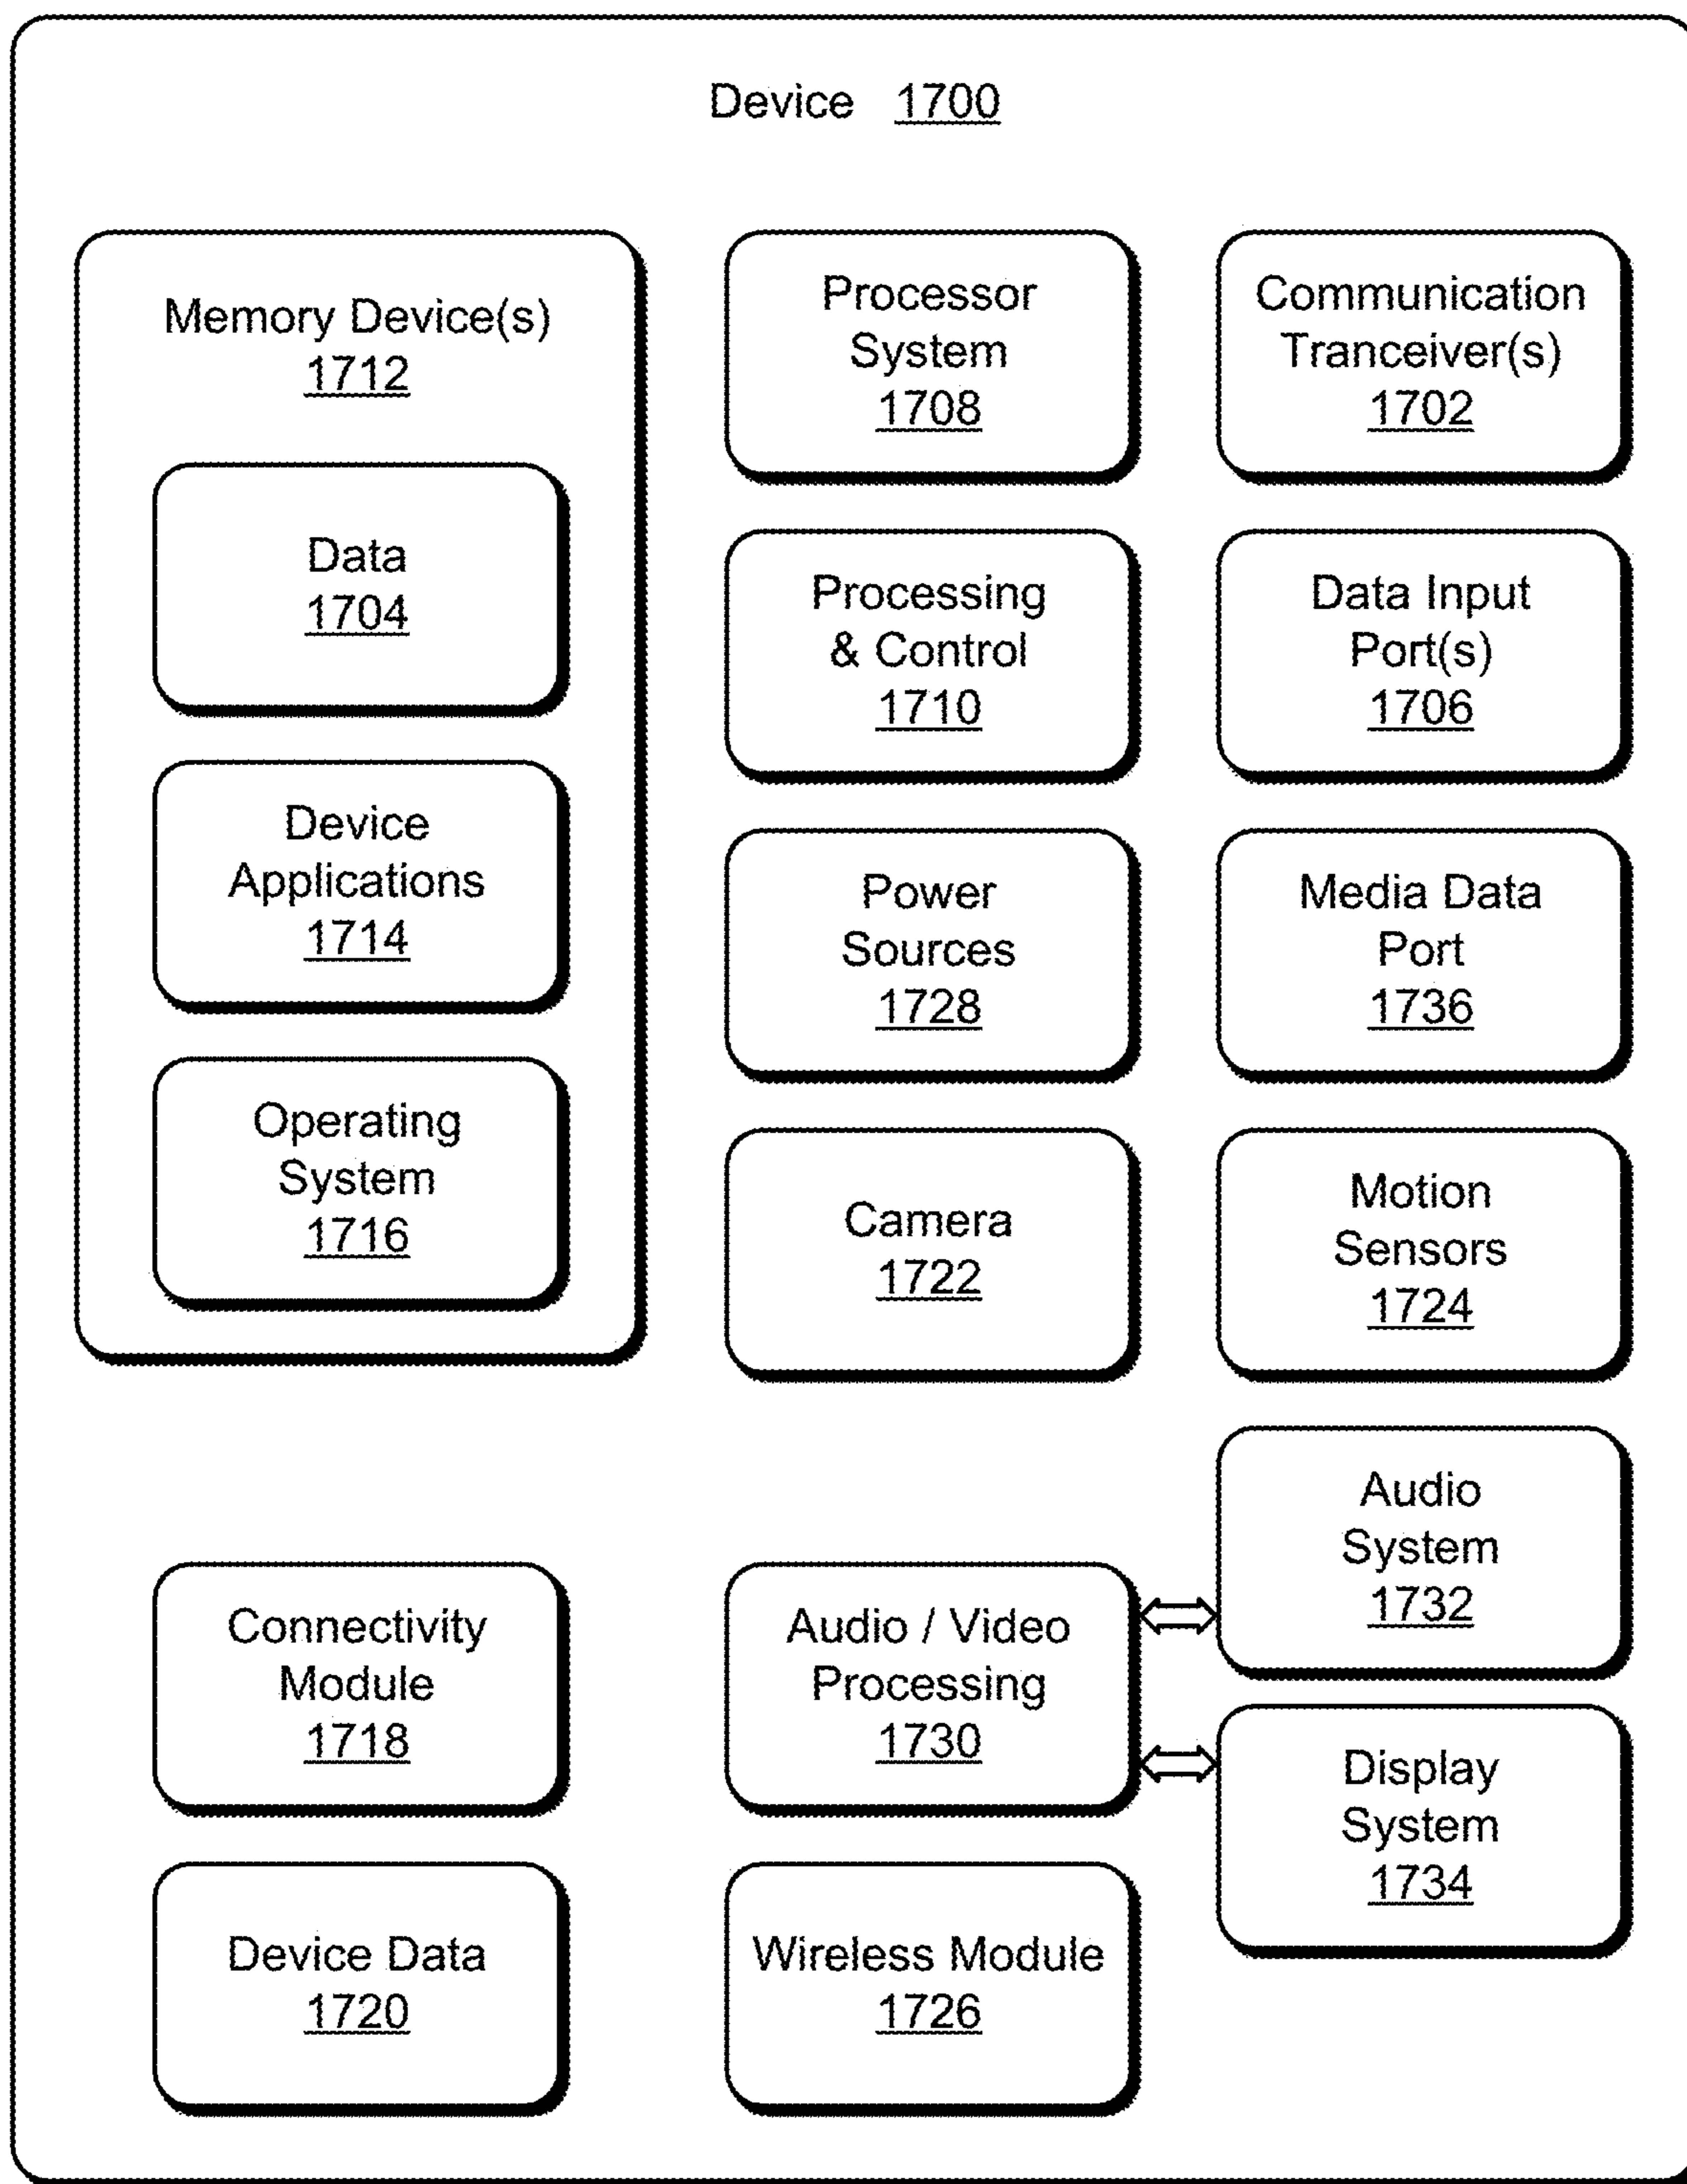 Device 1700
Memory Device(s)
1712
Data
1704
Device
Applications
1714
Operating
System
1716
Processor
System
1708
Communication
Tranceiver(s)
1702
Processing
& Control
1710
Data Input
Port(s)
1706
Power
Sources
1728
Media Data
Port
1736
Camera
1722
Motion
Sensors
1724
Connectivity
Module
1718
Audio / Video
Processing
1730
Audio
System
1732
Display
System
1734
Device Data
1720
Wireless Module
1726